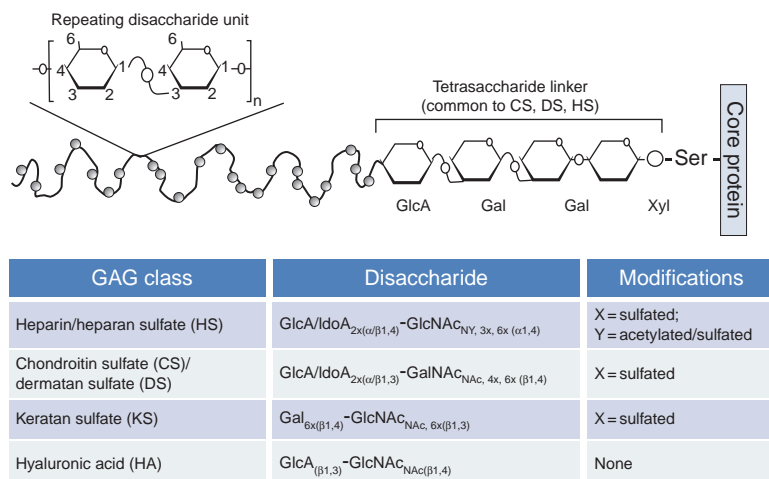 Repeating disaccharide unit
6 6
O O
4 1 4 1
3 2 3 2
n
Tetrasaccharide linker
(common to CS, DS, HS)
Ser
Core protein
GlcA Gal Gal Xyl
GAG class Disaccharide Modifications
Heparin/heparan sulfate (HS) GlcA/IdoA2x(α/β1,4)-GlcNAcNY, 3x, 6x (α1,4) X = sulfated;
Y = acetylated/sulfated
Chondroitin sulfate (CS)/
dermatan sulfate (DS) GlcA/IdoA2x(α/β1,3)-GalNAcNAc, 4x, 6x (β1,4) X = sulfated
Keratan sulfate (KS) Gal6x(β1,4)-GlcNAcNAc, 6x(β1,3) X = sulfated
Hyaluronic acid (HA) GlcA(β1,3)-GlcNAcNAc(β1,4) None